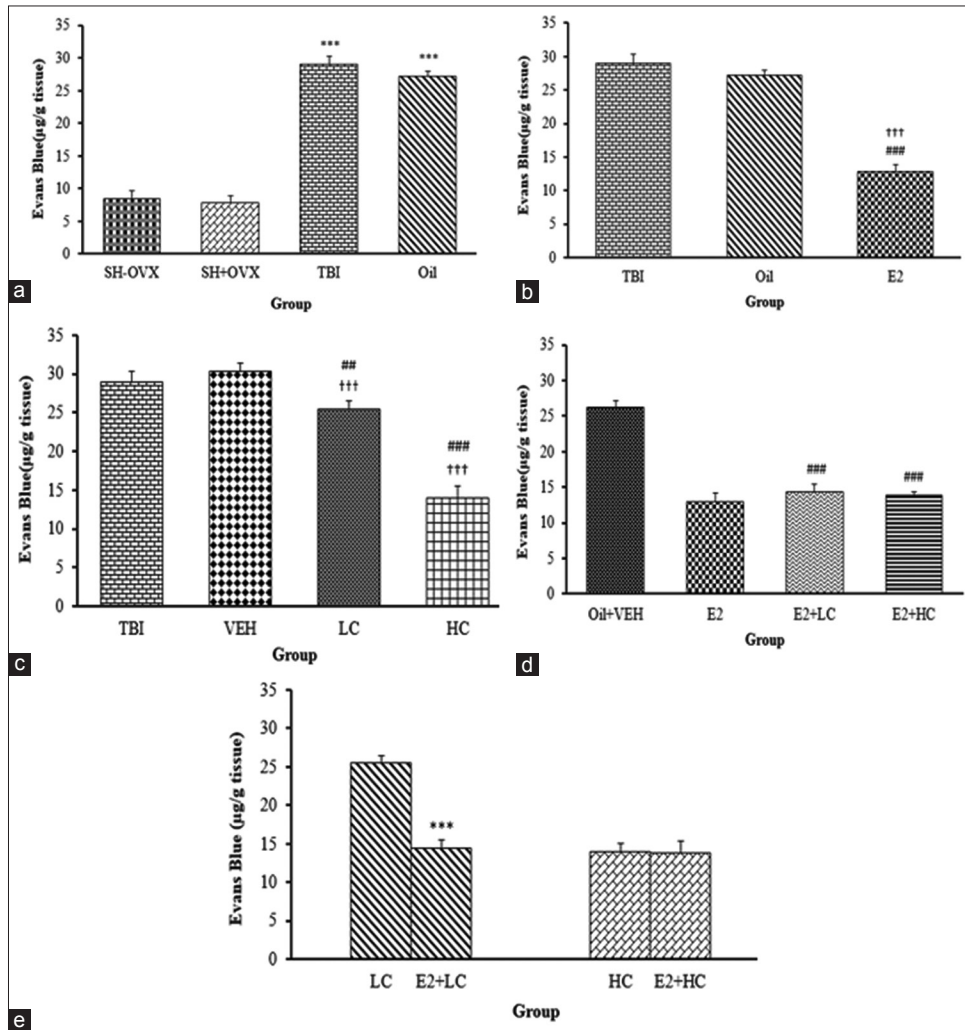 35
30
25
20
15
10
5
0
Evans Blue(µg/g tissue)
***
***
SH-OVX SH+OVX TBI Oil
Group
a
35
30
25
20
15
10
5
0
Evans Blue(µg/g tissue)
†††
###
TBI Oil E2
Group
b
35
30
25
20
15
10
5
0
Evans Blue(µg/g tissue)
##
†††
###
†††
TBI VEH LC HC
Group
c
35
30
25
20
15
10
5
0
Evans Blue(µg/g tissue)
###
###
Oil+VEH E2 E2+LC E2+HC
Group
d
35
30
25
20
15
10
5
0
Evans Blue (µg/g tissue)
***
LC E2+LC HC E2+HC
Group
e